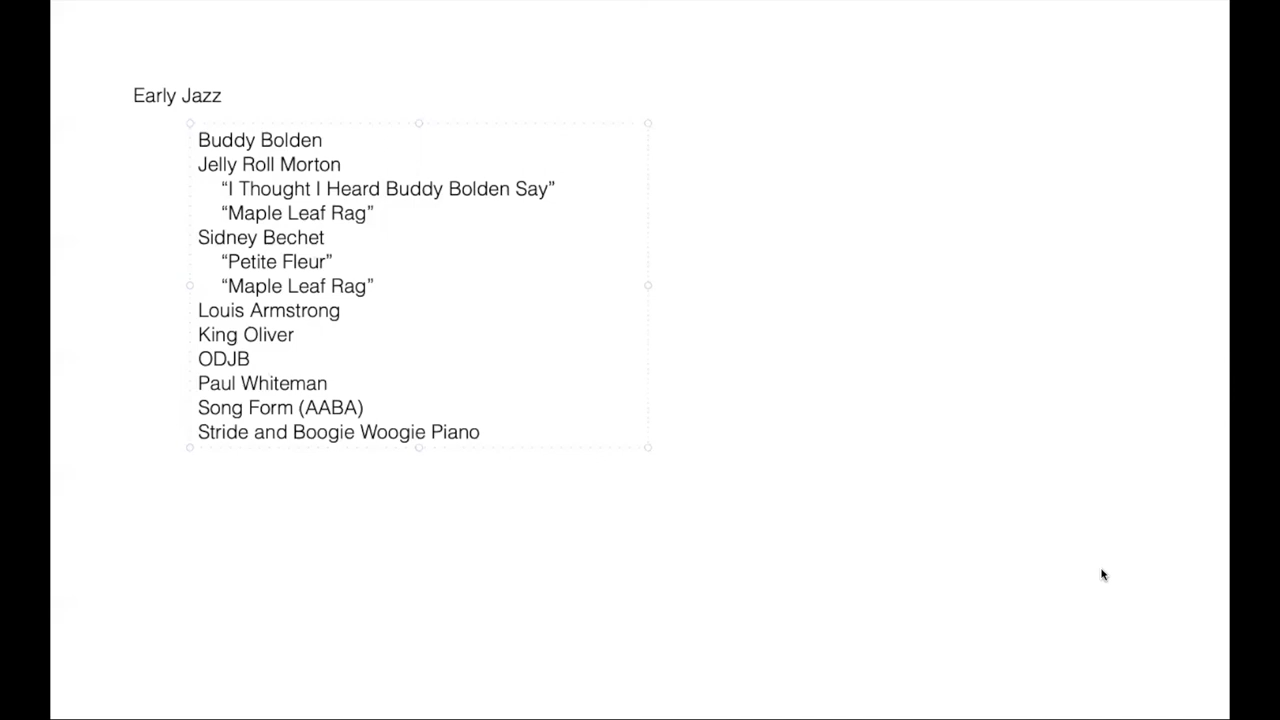 Early Jazz
Buddy Bolden
Jelly Roll Morton
“I Thought I Heard Buddy Bolden Say”
“Maple Leaf Rag”
Sidney Bechet
“Petite Fleur”
“Maple Leaf Rag”
Louis Armstrong
King Oliver
ODJB
Paul Whiteman
Song Form (AABA)
Stride and Boogie Woogie Piano